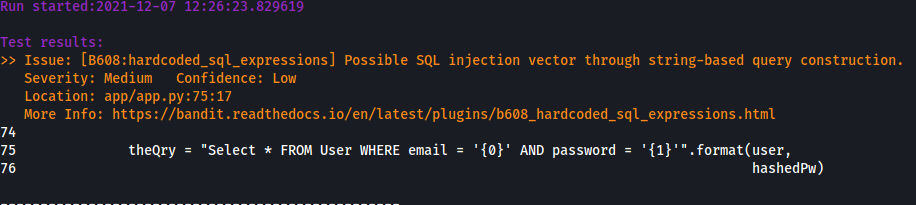 Run started:2021-12-07 12:26:23.829619
Test results:
>> Issue: [B608:hardcoded_sql_expressions] Possible SQL injection vector through string-based query construction.
Severity: Medium   Confidence: Low
Location: app/app.py:75:17
More Info: https://bandit.readthedocs.io/en/latest/plugins/b608_hardcoded_sql_expressions.html
74
75              theQry = "Select * FROM User WHERE email = '{0}' AND password = '{1}'".format(user,
76                                                                                            hashedPw)
--------------------------------------------------